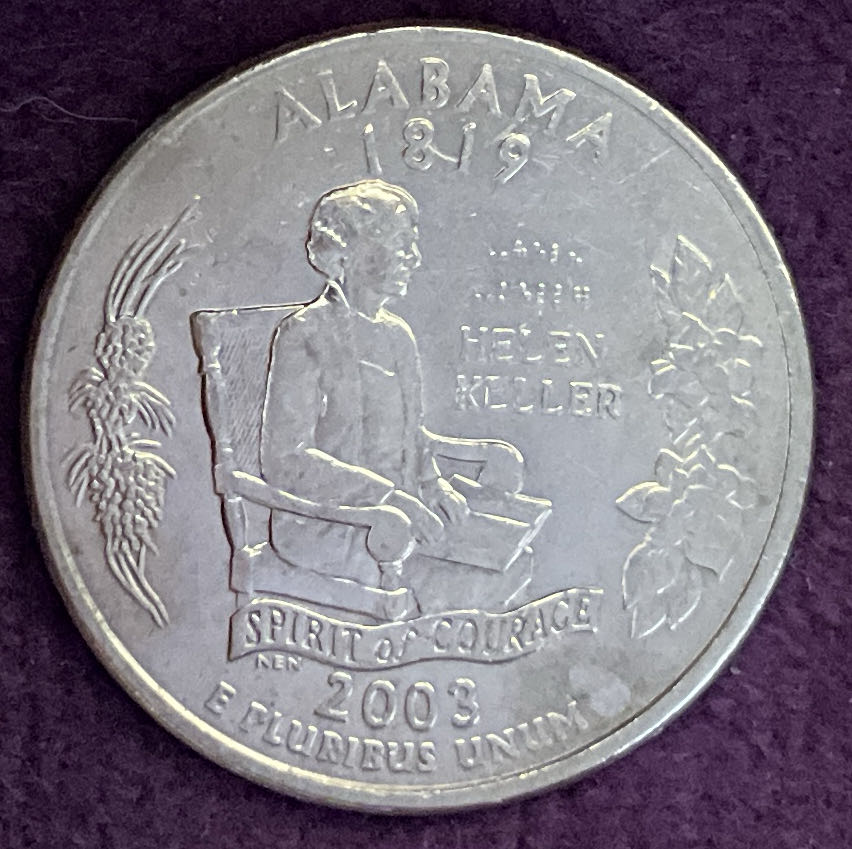 ALABAMA
1819
HELEN
KELLER
SPIRIT of COURAGE
NEN
2003
E PLURIBUS UNUM